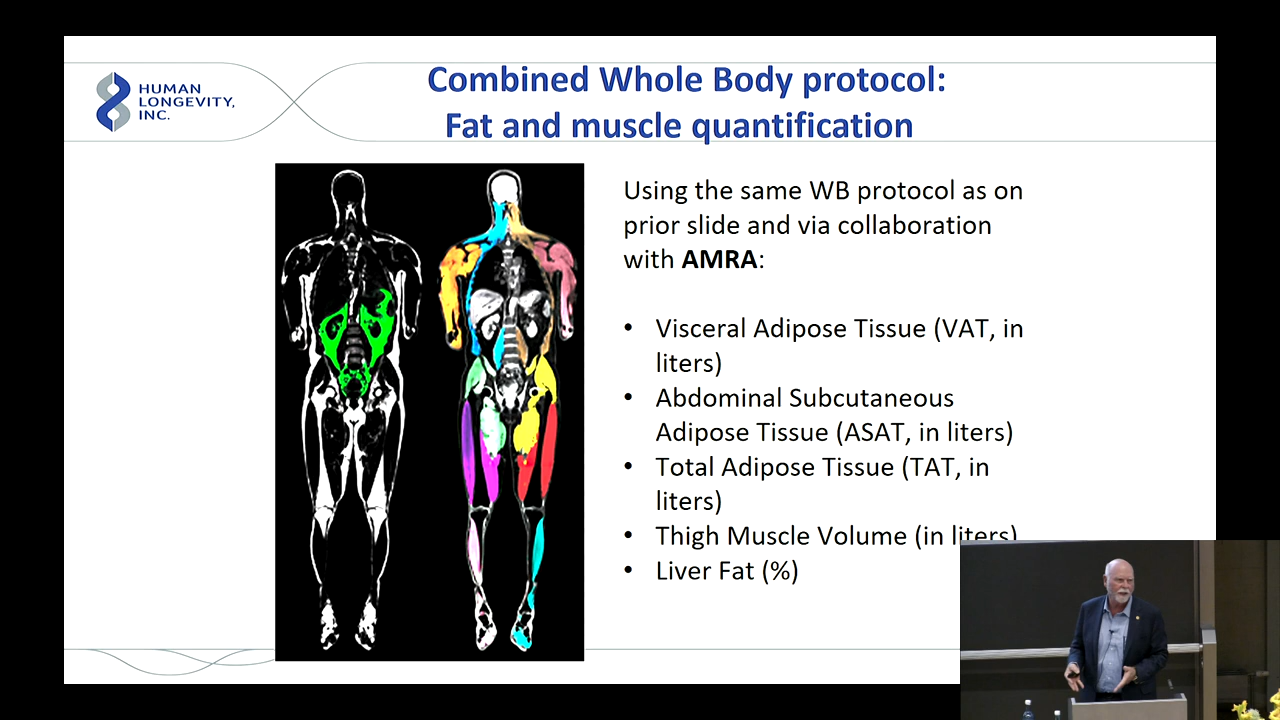 HUMAN
LONGEVITY,
INC.
Combined Whole Body protocol:
Fat and muscle quantification
Using the same WB protocol as on
prior slide and via collaboration
with AMRA:
• Visceral Adipose Tissue (VAT, in
liters)
• Abdominal Subcutaneous
Adipose Tissue (ASAT, in liters)
• Total Adipose Tissue (TAT, in
liters)
• Thigh Muscle Volume (in liters)
• Liver Fat (%)